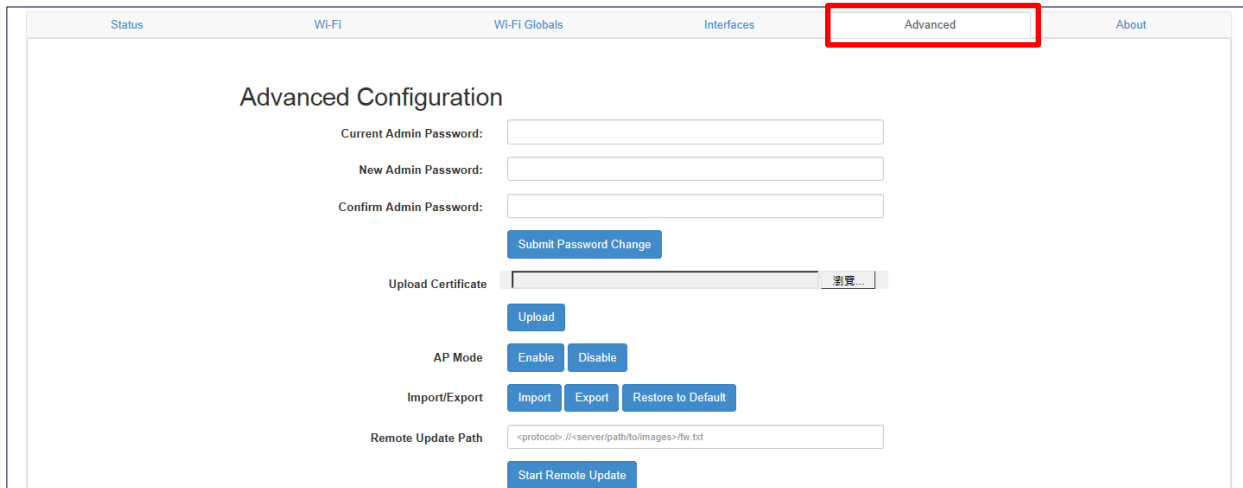 Status Wi-Fi Wi-Fi Globals Interfaces Advanced About
Advanced Configuration
Current Admin Password:
New Admin Password:
Confirm Admin Password:
Submit Password Change
Upload Certificate 瀏覽...
Upload
AP Mode Enable Disable
Import/Export Import Export Restore to Default
Remote Update Path <protocol>://<server/path/to/images>/fw.txt
Start Remote Update